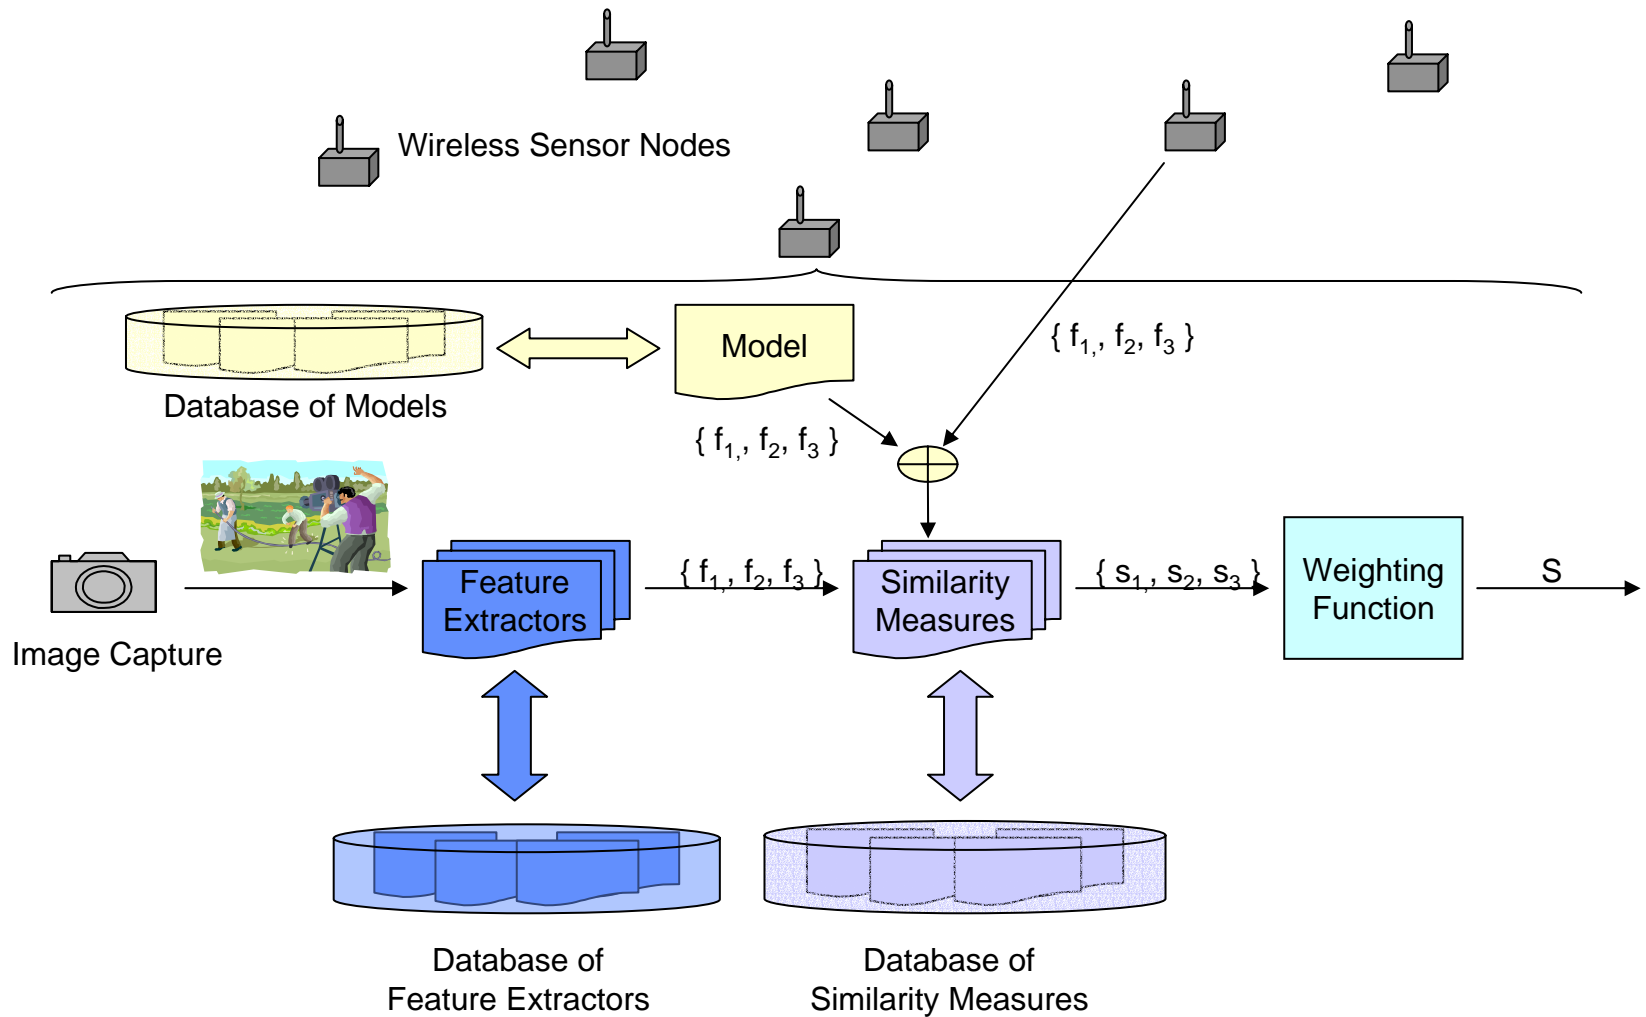 Wireless Sensor Nodes
{ f1,, f2, f3 }
Model
Database of Models
{ f1,, f2, f3 }
Image Capture
Feature
Extractors
{ f1,, f2, f3 }
Similarity
Measures
{ s1,, s2, s3 }
Weighting
Function
S
Database of
Feature Extractors
Database of
Similarity Measures